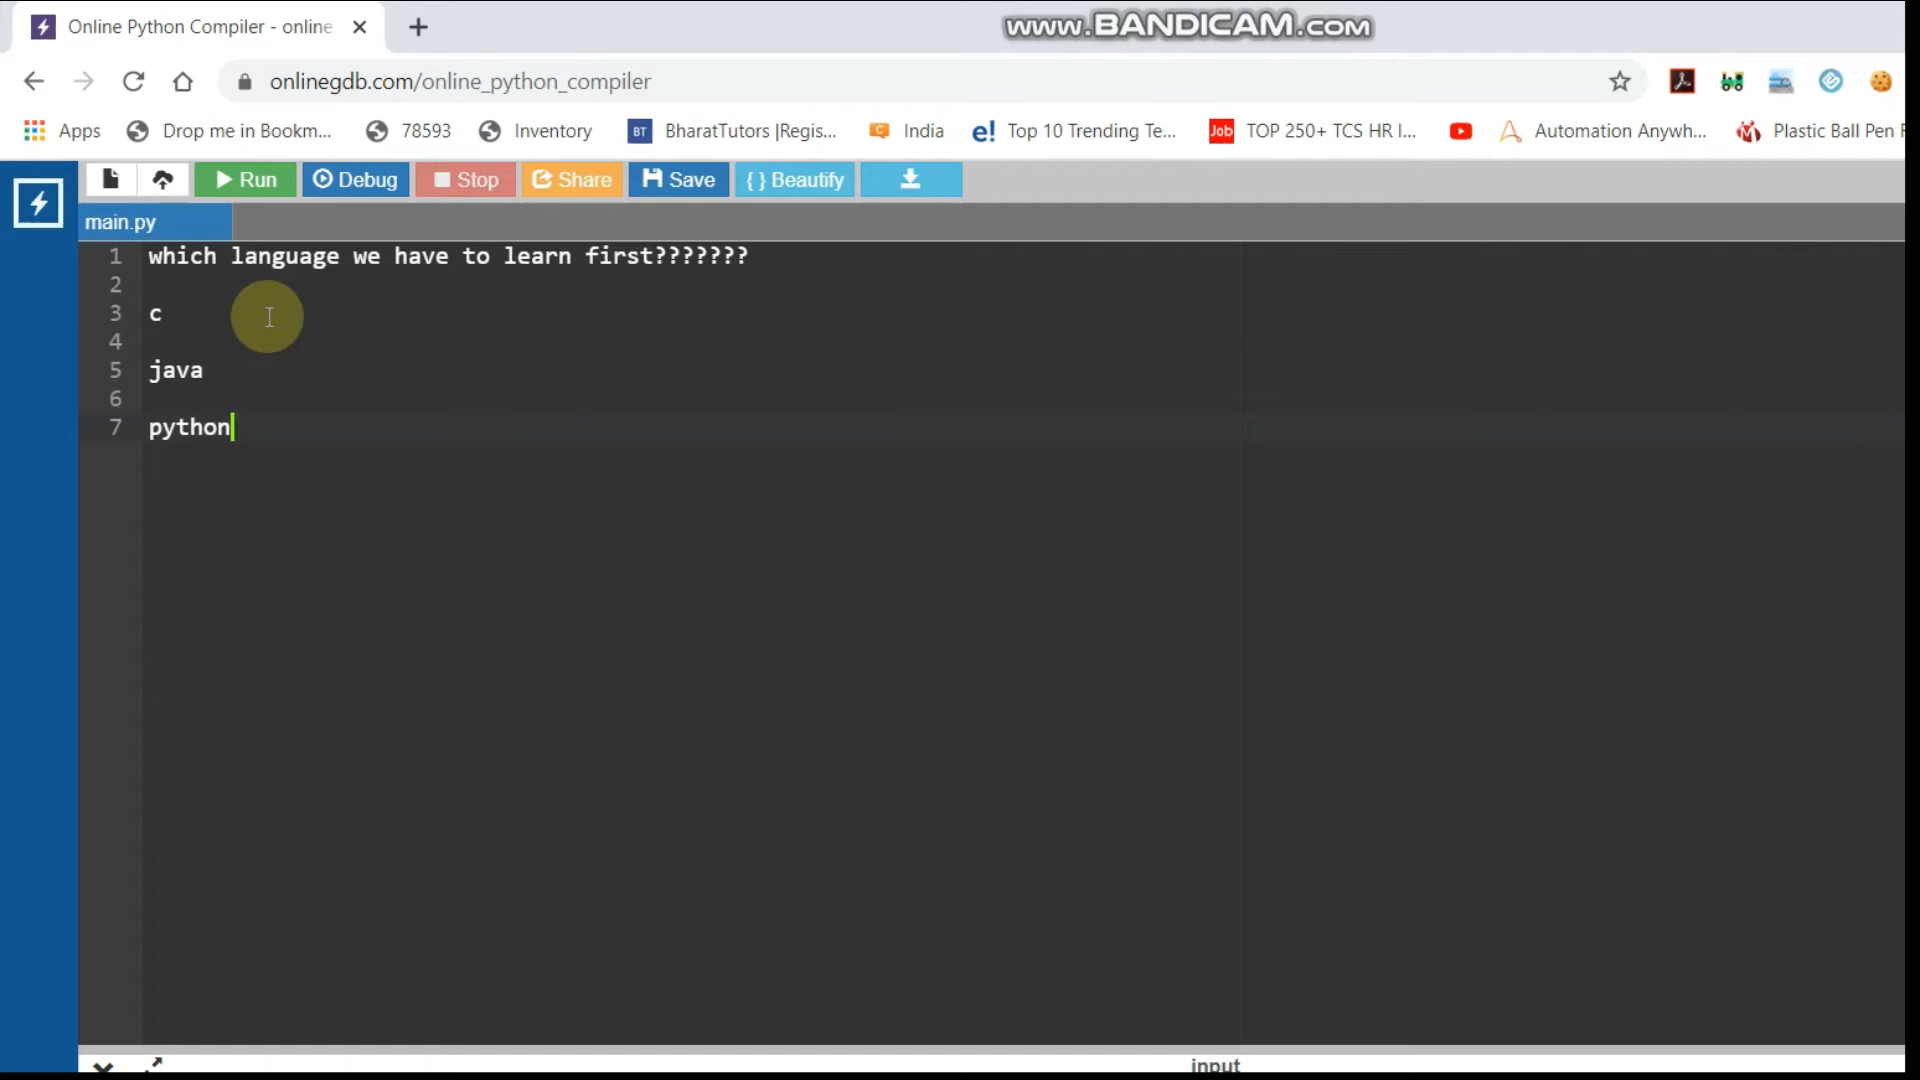 Online Python Compiler - online
www.BANDICAM.com
onlinegdb.com/online_python_compiler
Apps Drop me in Bookm... 78593 Inventory BT BharatTutors |Regis... India e! Top 10 Trending Te... Job TOP 250+ TCS HR I... Automation Anywh... Plastic Ball Pen
Run Debug Stop Share Save { } Beautify
main.py
1 which language we have to learn first???????
2
3 c
4
5 java
6
7 python
input